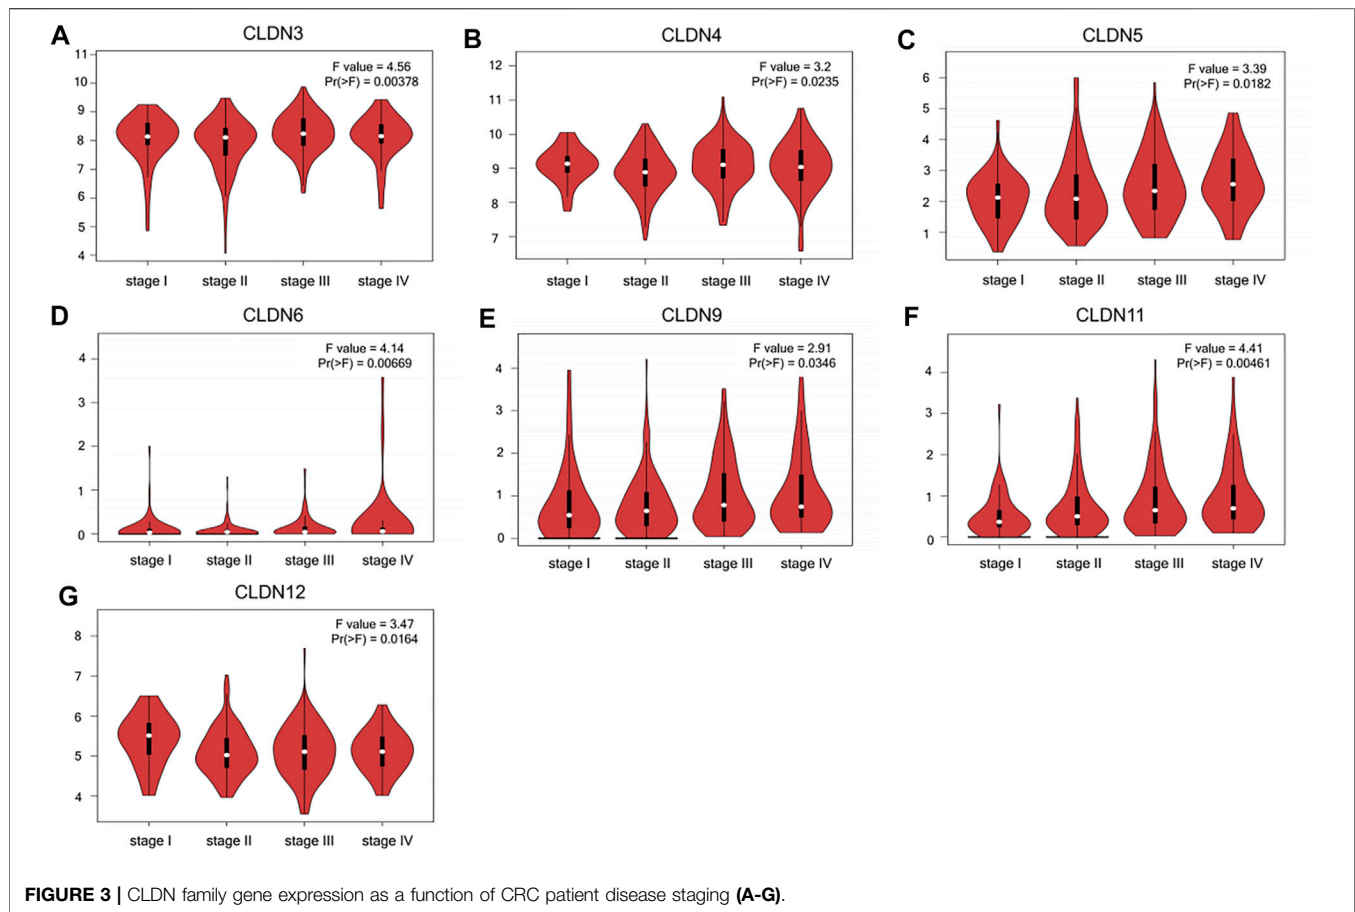 A
CLDN3
F value = 4.56
Pr(>F) = 0.00378
11
10
9
8
7
6
5
4
stage I stage II stage III stage IV
B
CLDN4
F value = 3.2
Pr(>F) = 0.0235
12
11
10
9
8
7
stage I stage II stage III stage IV
C
CLDN5
F value = 3.39
Pr(>F) = 0.0182
6
5
4
3
2
1
stage I stage II stage III stage IV
D
CLDN6
F value = 4.14
Pr(>F) = 0.00669
4
3
2
1
0
stage I stage II stage III stage IV
E
CLDN9
F value = 2.91
Pr(>F) = 0.0346
4
3
2
1
0
stage I stage II stage III stage IV
F
CLDN11
F value = 4.41
Pr(>F) = 0.00461
4
3
2
1
0
stage I stage II stage III stage IV
G
CLDN12
F value = 3.47
Pr(>F) = 0.0164
8
7
6
5
4
stage I stage II stage III stage IV
FIGURE 3 | CLDN family gene expression as a function of CRC patient disease staging (A-G).